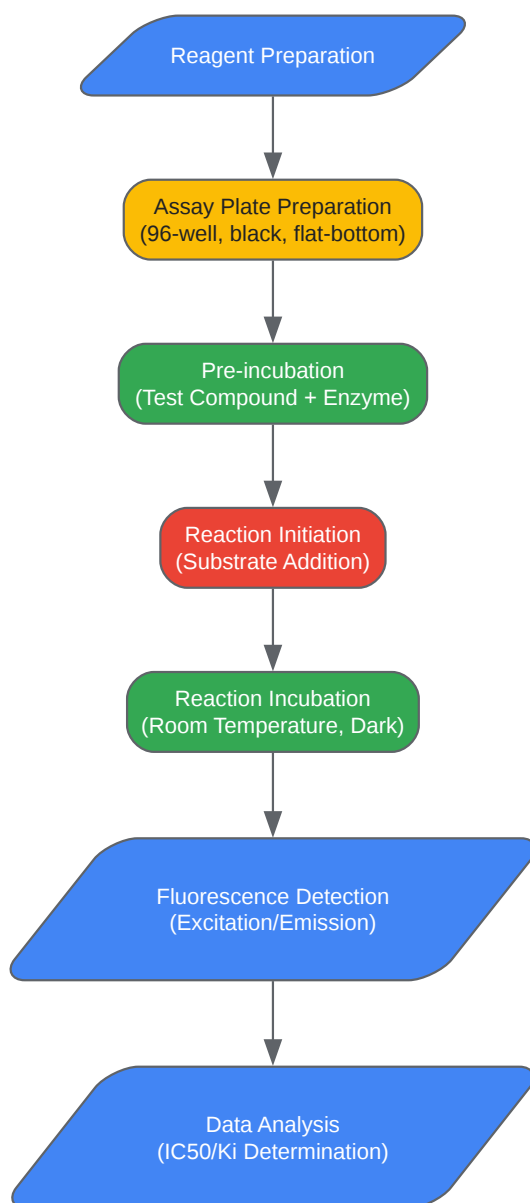 Reagent Preparation
Assay Plate Preparation
(96-well, black, flat-bottom)
Pre-incubation
(Test Compound + Enzyme)
Reaction Initiation
(Substrate Addition)
Reaction Incubation
(Room Temperature, Dark)
Fluorescence Detection
(Excitation/Emission)
Data Analysis
(IC50/Ki Determination)